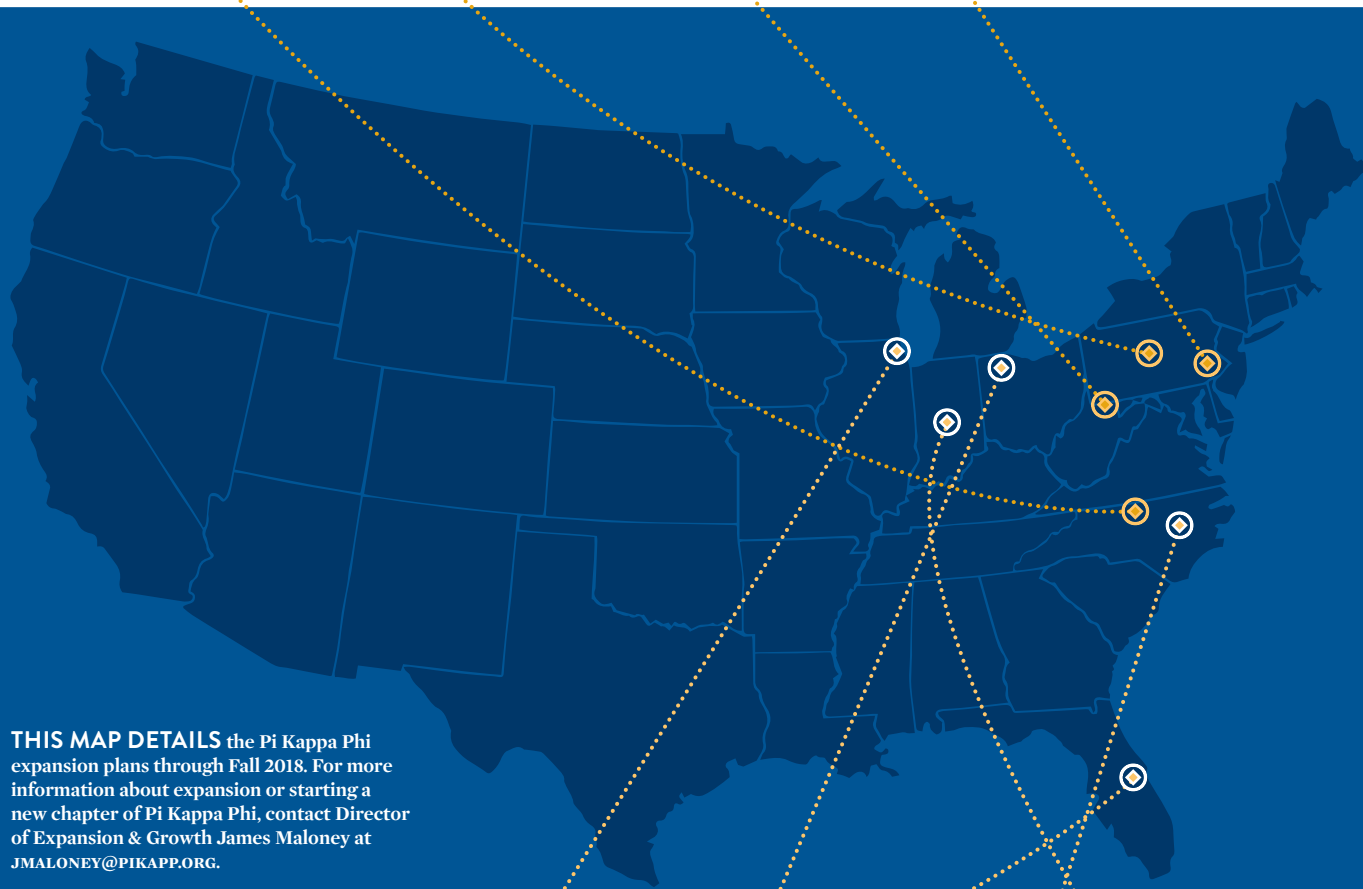 THIS MAP DETAILS the Pi Kappa Phi
expansion plans through Fall 2018. For more
information about expansion or starting a
new chapter of Pi Kappa Phi, contact Director
of Expansion & Growth James Maloney at
JMALONEY@PIKAPP.ORG.